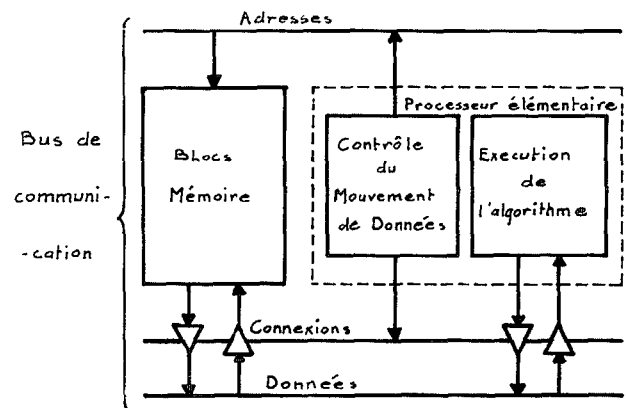 Adresses
Bus de
communi-
-cation
Blocs
Mémoire
Processeur élémentaire
Contrôle
du
Mouvement
de Données
Execution
de
l'algorithme
Connexions
Données